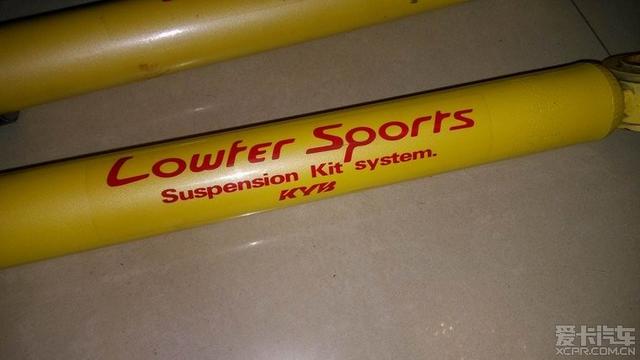 Lowfer Sports
Suspension Kit system.
KYB
爱卡汽车
XCAR.COM.CN